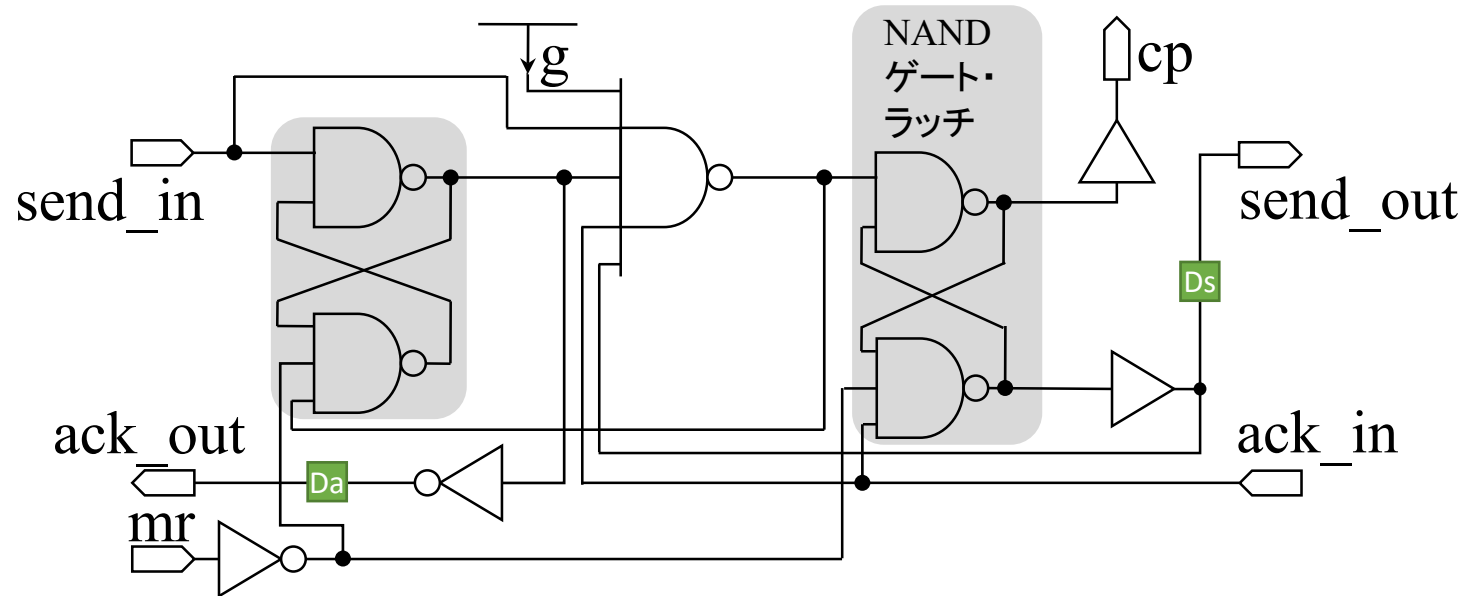 NAND
ゲート・
ラッチ
g
cp
send_in
send_out
Ds
ack_out
ack_in
Da
mr